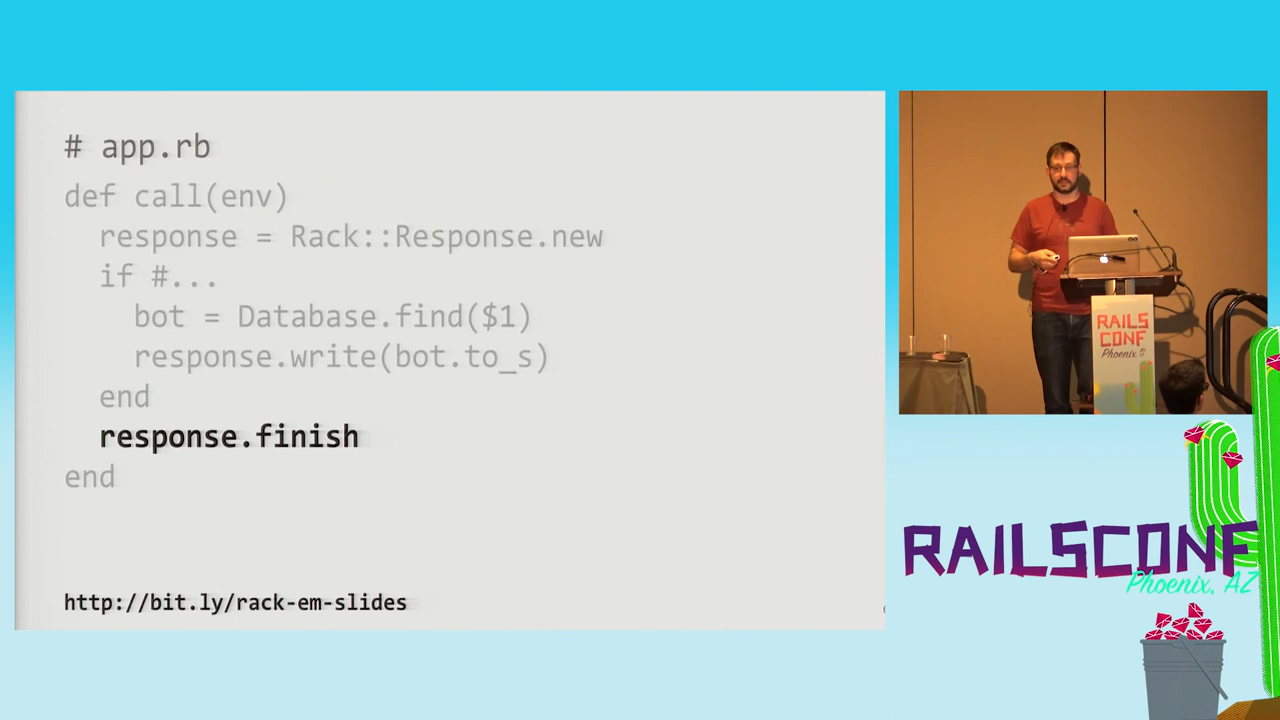 # app.rb
def call(env)
  response = Rack::Response.new
  if #...
    bot = Database.find($1)
    response.write(bot.to_s)
  end
  response.finish
end
http://bit.ly/rack-em-slides
RAILS
CONF
Phoenix
RAILSCONF
Phoenix, AZ